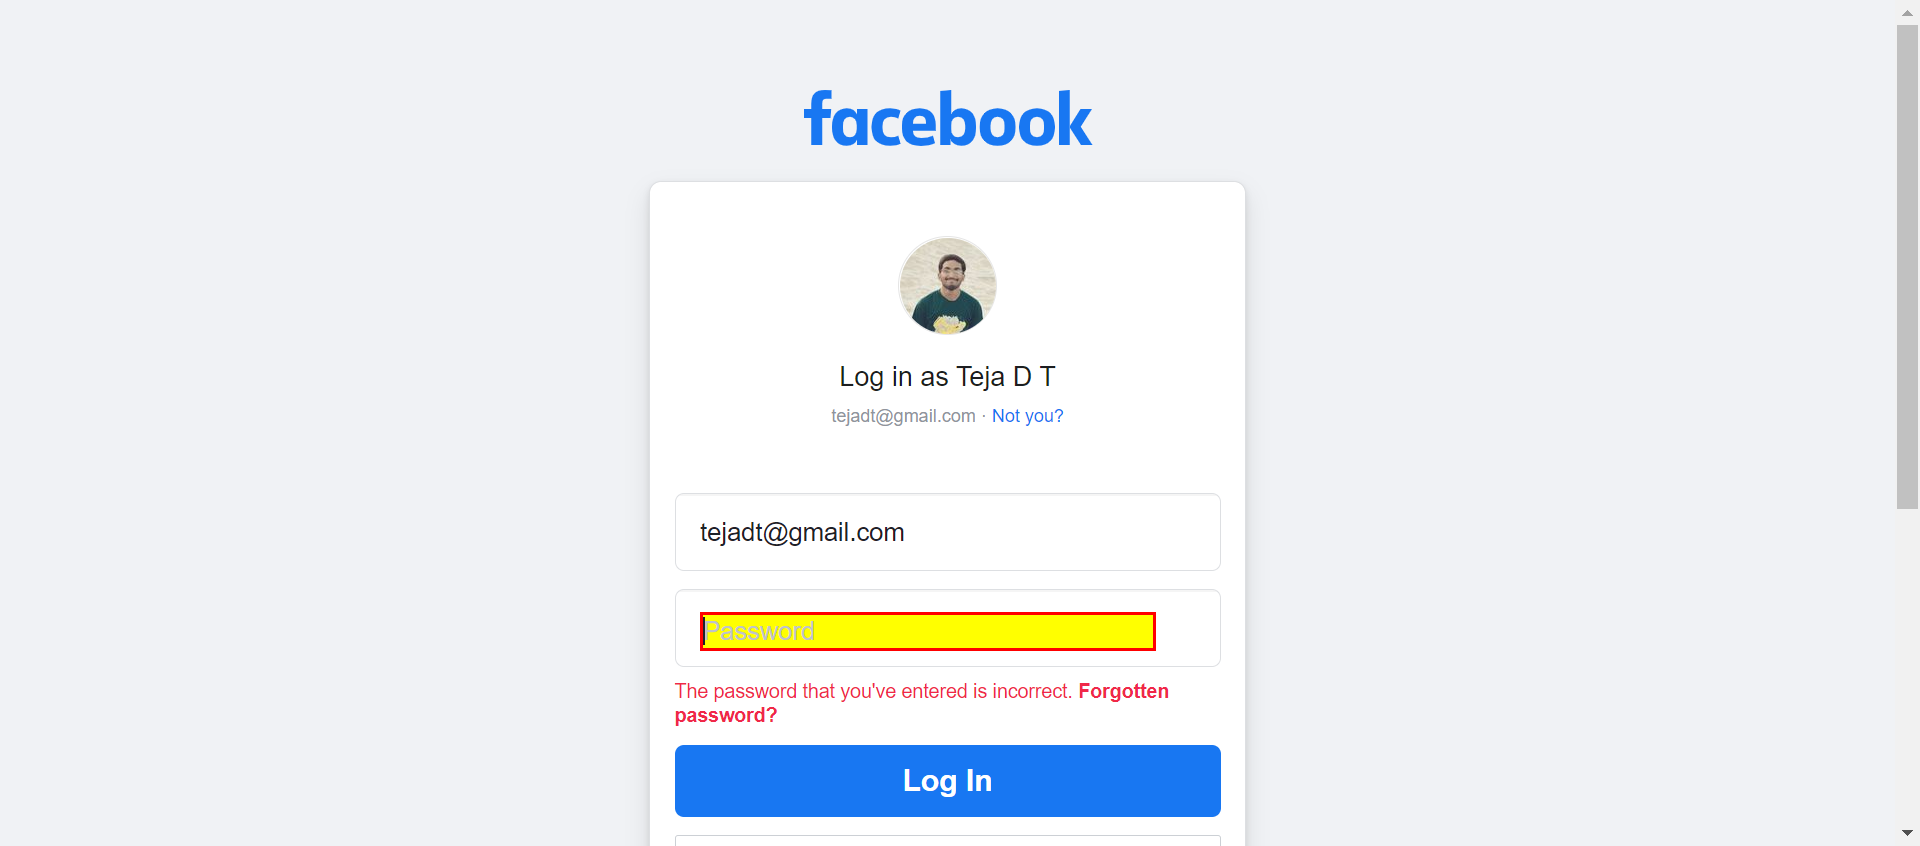 facebook
Log in as Teja D T
tejadt@gmail.com · Not you?
tejadt@gmail.com
Password
The password that you've entered is incorrect. Forgotten
password?
Log In